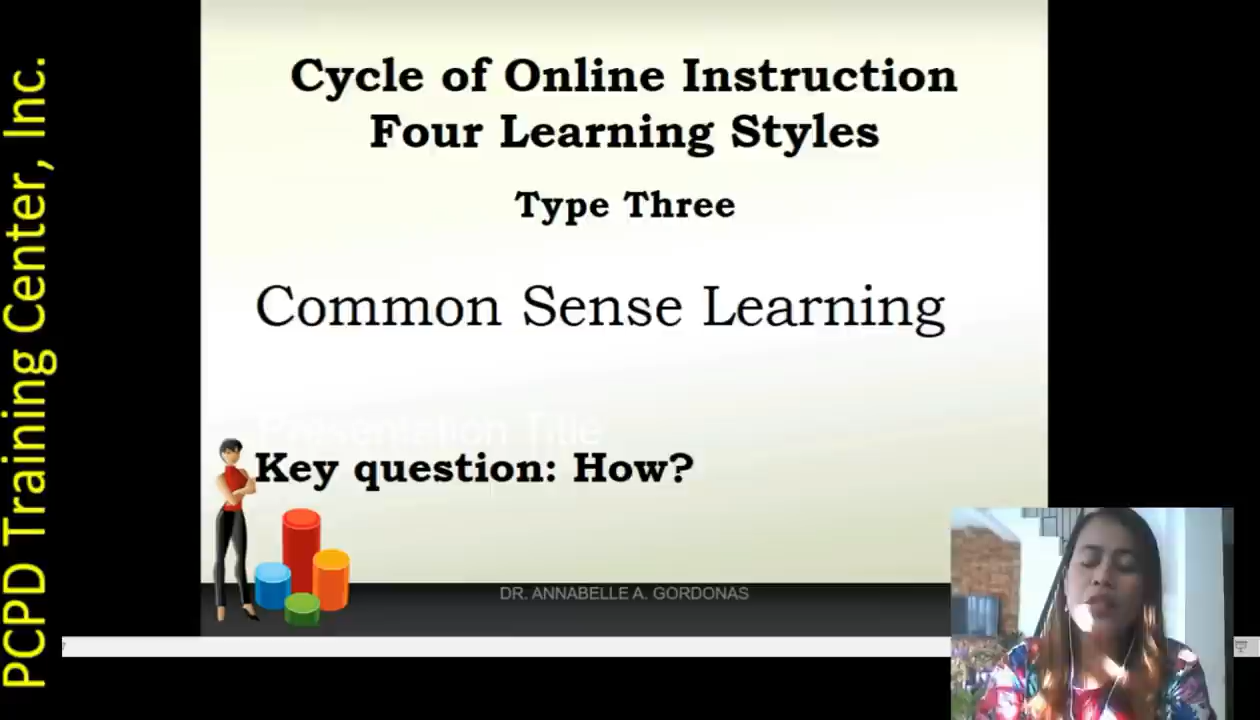 PCPD Training Center, Inc.
Cycle of Online Instruction
Four Learning Styles
Type Three
Common Sense Learning
Presentation Title
Key question: How?
DR. ANNABELLE A. GORDONAS